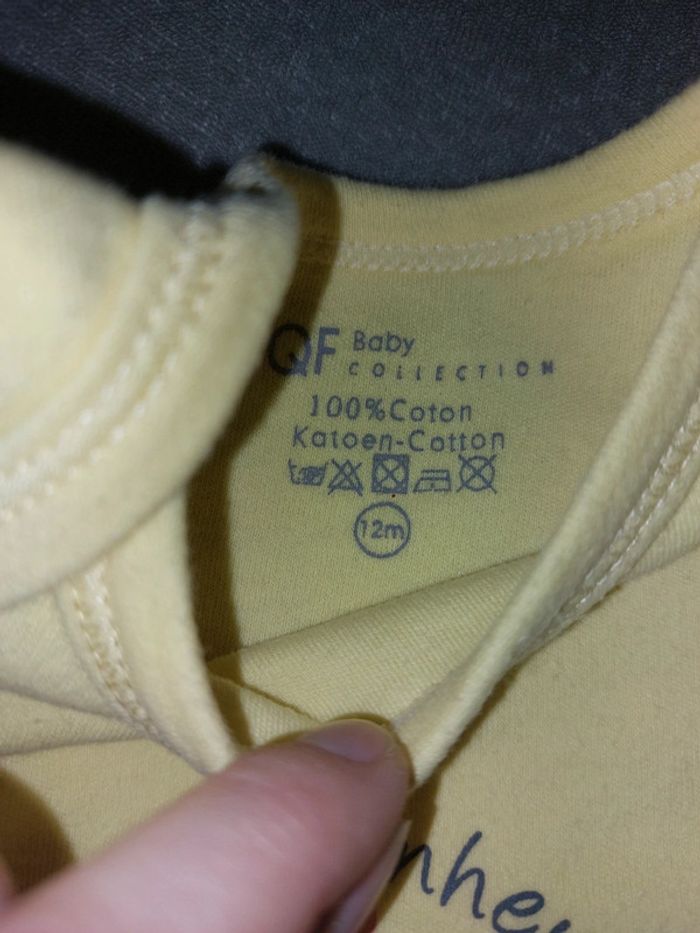 QF Baby
COLLECTION
100%Coton
Katoen-Cotton
12m